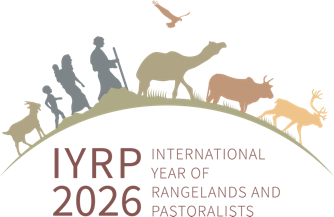 IYRP
2026
INTERNATIONAL
YEAR OF
RANGELANDS AND
PASTORALISTS